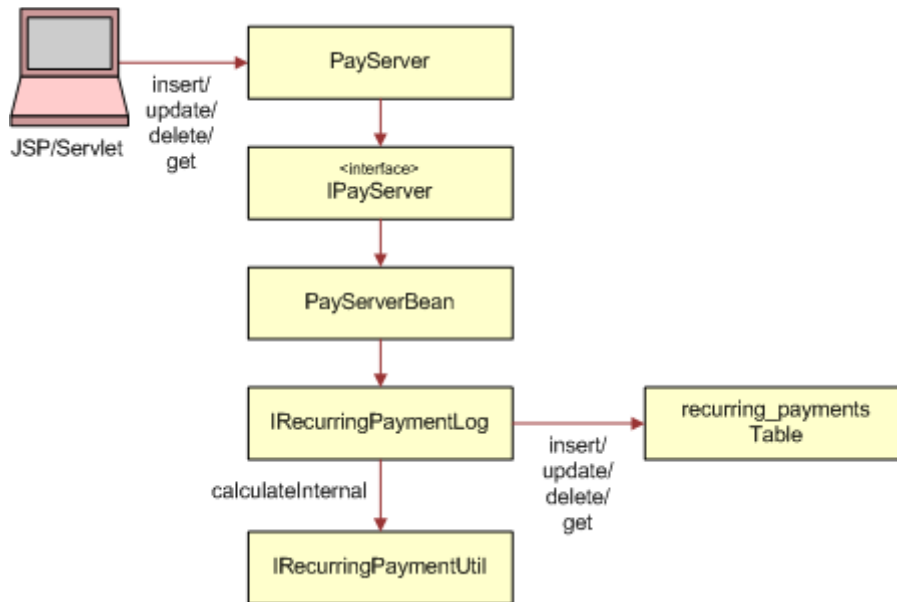 PayServer
insert/
update/
delete/
get
JSP/Servlet
<interface>
IPayServer
PayServerBean
IRecurringPaymentLog
recurring_payments
Table
insert/
update/
delete/
get
calculateInternal
IRecurringPaymentUtil